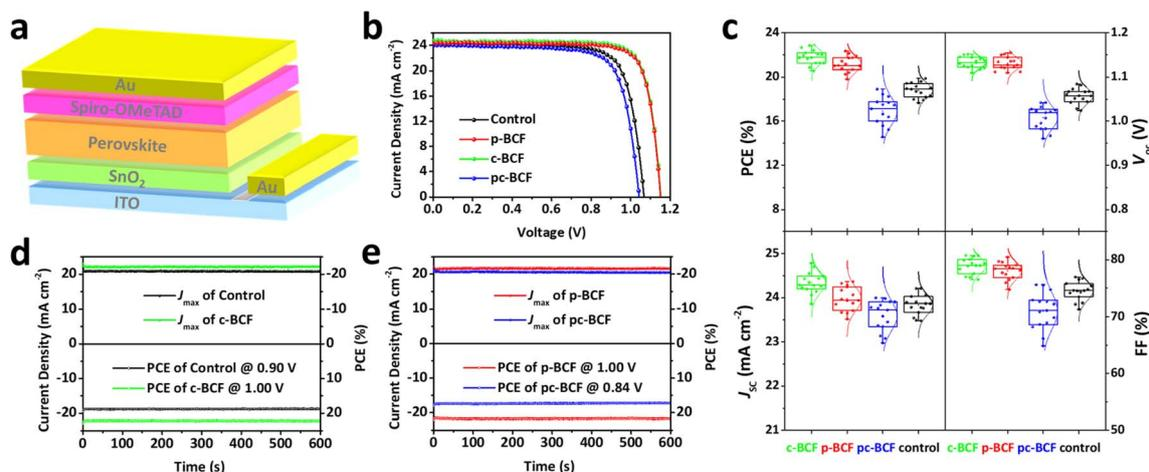 a
Au
Spiro-OMeTAD
Perovskite
SnO2
Au
ITO
b
Current Density (mA cm-2)
28
24
20
16
12
8
4
0
Control
p-BCF
c-BCF
pc-BCF
0.0 0.2 0.4 0.6 0.8 1.0 1.2
Voltage (V)
c
PCE (%)
24
22
20
18
16
8
Voc (V)
1.2
1.1
1.0
0.9
0.8
Jsc (mA cm-2)
25
24
23
22
21
FF (%)
80
70
60
50
c-BCF p-BCF pc-BCF control
c-BCF p-BCF pc-BCF control
d
Current Density (mA cm-2)
20
10
0
-10
-20
Jmax of Control
Jmax of c-BCF
PCE of Control @ 0.90 V
PCE of c-BCF @ 1.00 V
PCE (%)
-20
-10
0
10
20
0 100 200 300 400 500 600
Time (s)
e
Current Density (mA cm-2)
20
10
0
-10
-20
Jmax of p-BCF
Jmax of pc-BCF
PCE of p-BCF @ 1.00 V
PCE of pc-BCF @ 0.84 V
PCE (%)
-20
-10
0
10
20
0 100 200 300 400 500 600
Time (s)